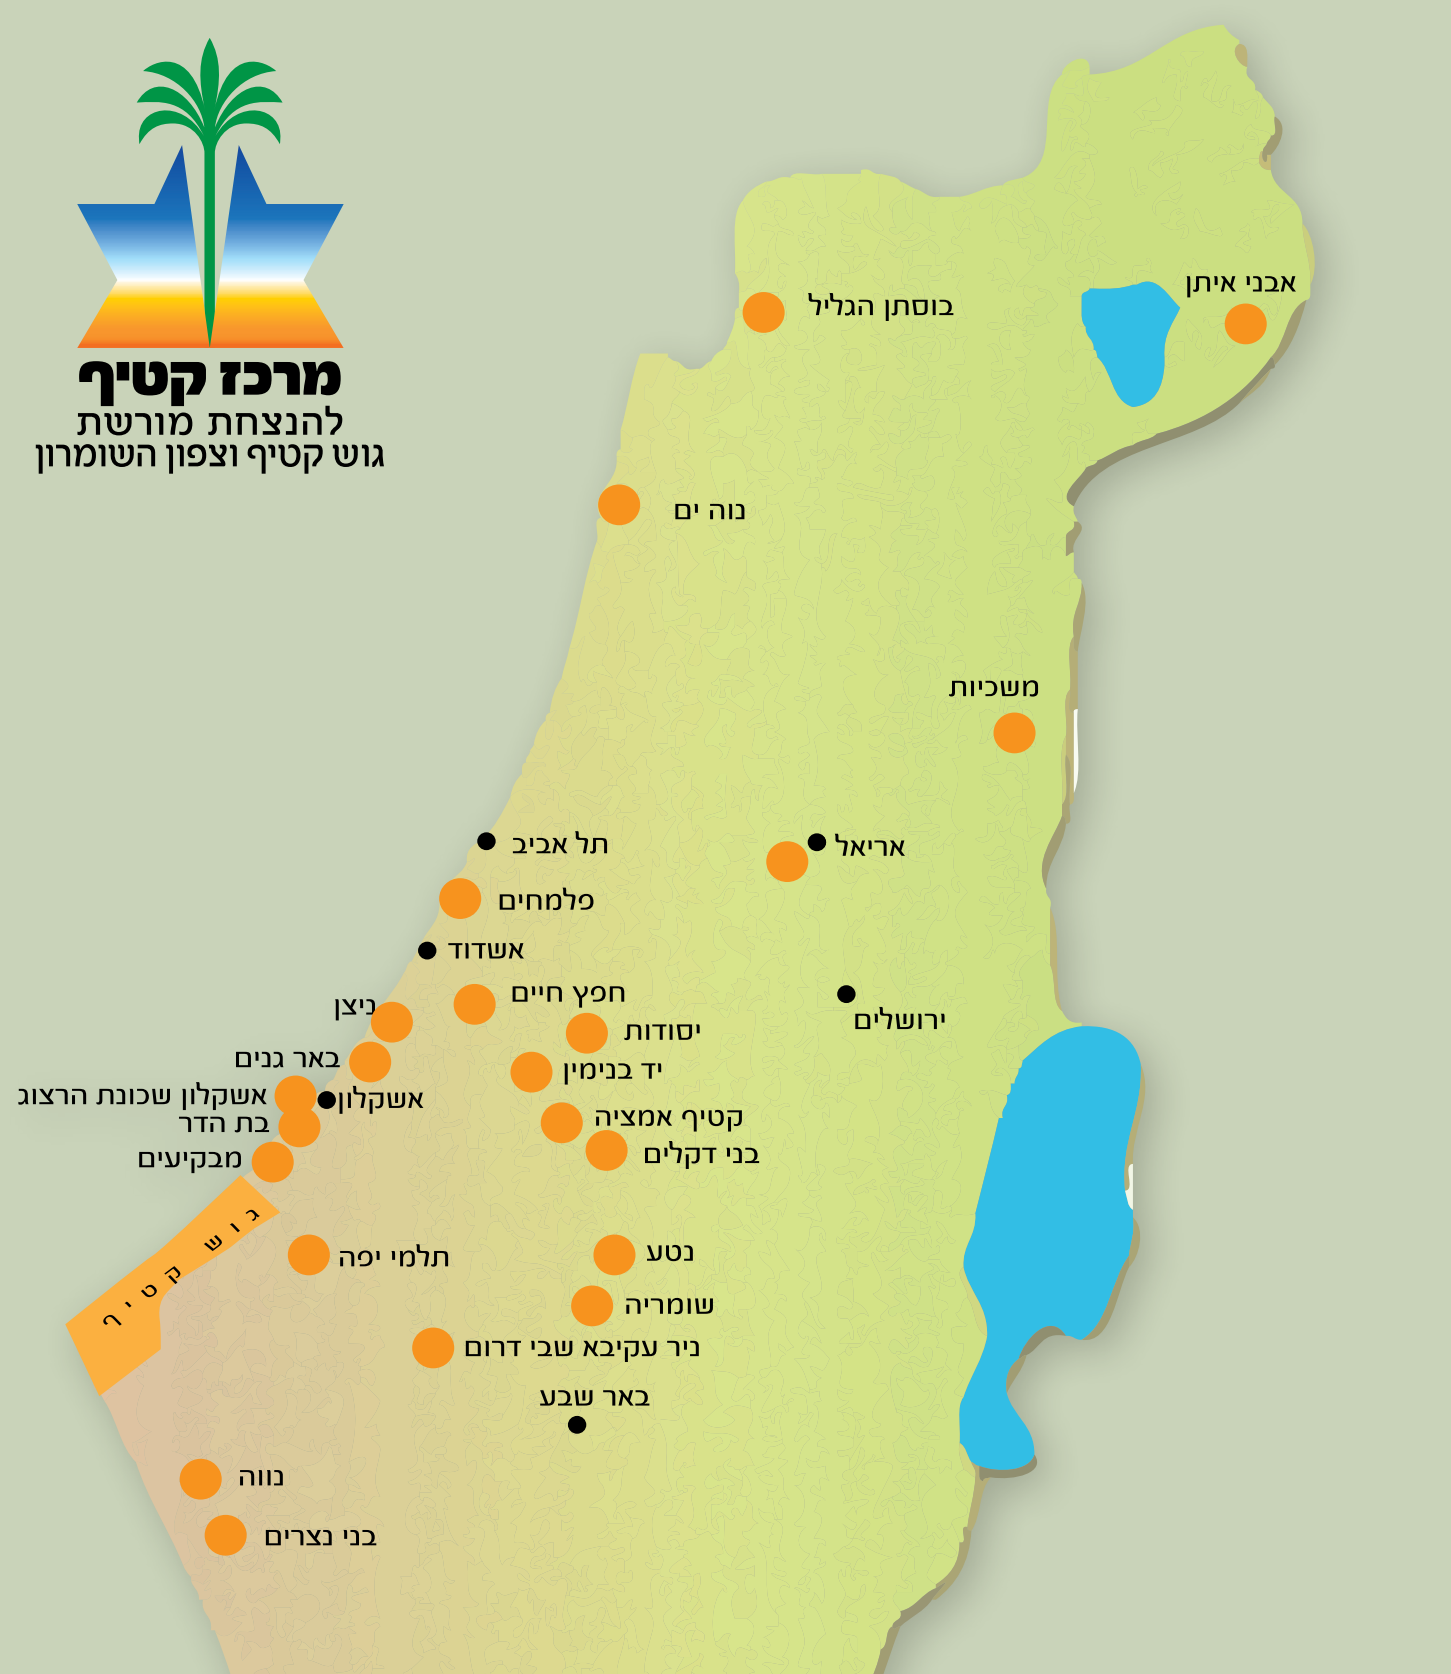 מרכז קטיף
להנצחת מורשת
גוש קטיף וצפון השומרון
אבני איתן
בוסתן הגליל
נוה ים
משכיות
תל אביב
אריאל
פלמחים
אשדוד
חפץ חיים
ירושלים
ניצן
יסודות
באר גנים
יד בנימין
אשקלון שכונת הרצוג
אשקלון
בת הדר
קטיף אמציה
בני דקלים
מבקיעים
גוש קטיף
תלמי יפה
נטע
שומריה
ניר עקיבא שבי דרום
באר שבע
נווה
בני נצרים